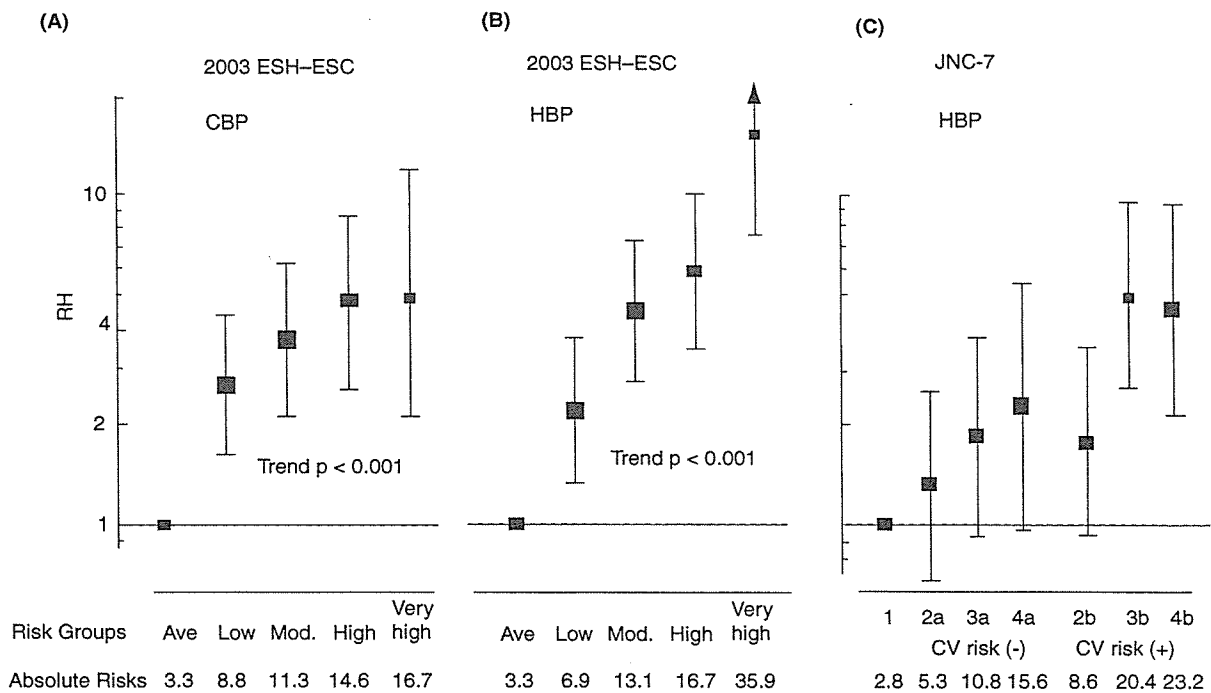 (A)
2003 ESH–ESC
CBP
RH
10
4
2
1
Trend p < 0.001
(B)
2003 ESH–ESC
HBP
Trend p < 0.001
(C)
JNC-7
HBP
Risk Groups Ave Low Mod. High Very high
Ave Low Mod. High Very high
1 2a 3a 4a 2b 3b 4b
CV risk (-) CV risk (+)
Absolute Risks 3.3 8.8 11.3 14.6 16.7
3.3 6.9 13.1 16.7 35.9
2.8 5.3 10.8 15.6 8.6 20.4 23.2